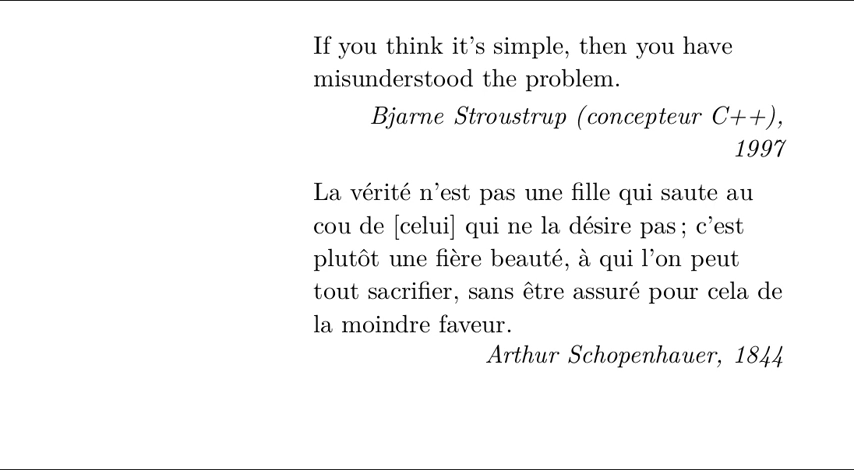 If you think it's simple, then you have
misunderstood the problem.
Bjarne Stroustrup (concepteur C++),
1997
La vérité n'est pas une fille qui saute au
cou de [celui] qui ne la désire pas ; c'est
plutôt une fière beauté, à qui l'on peut
tout sacrifier, sans être assuré pour cela de
la moindre faveur.
Arthur Schopenhauer, 1844